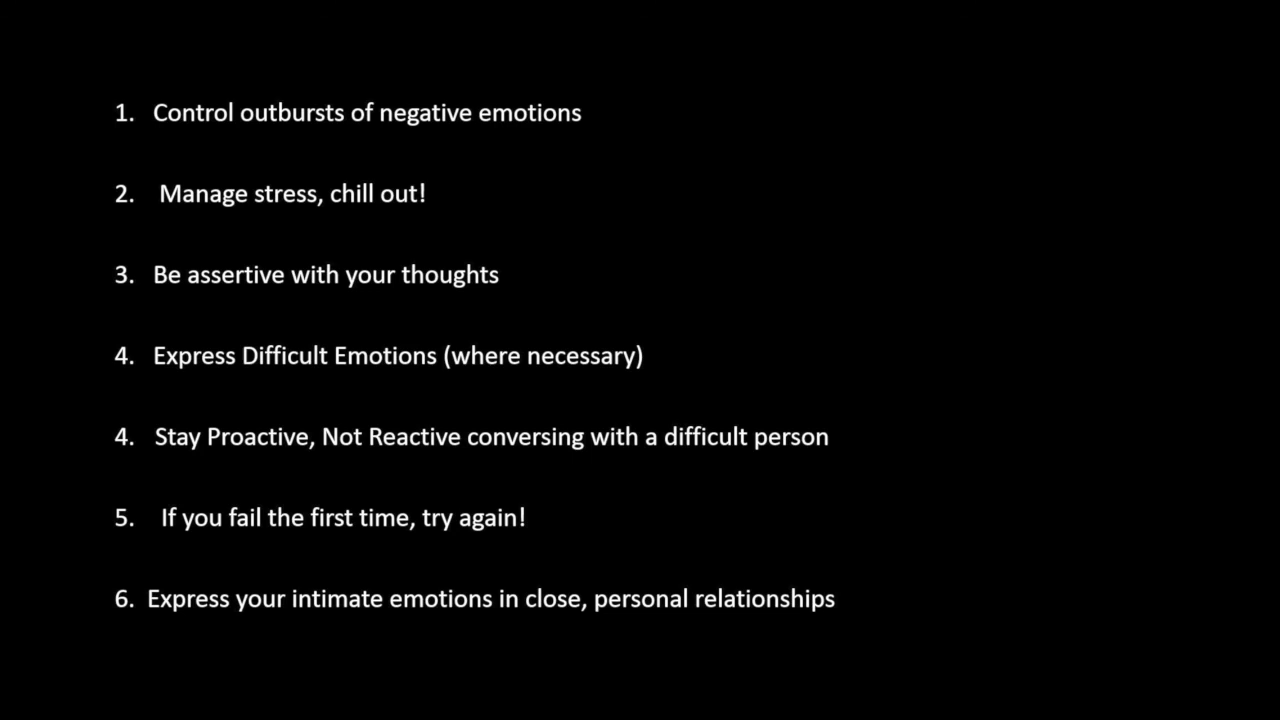 1. Control outbursts of negative emotions
2. Manage stress, chill out!
3. Be assertive with your thoughts
4. Express Difficult Emotions (where necessary)
4. Stay Proactive, Not Reactive conversing with a difficult person
5. If you fail the first time, try again!
6. Express your intimate emotions in close, personal relationships